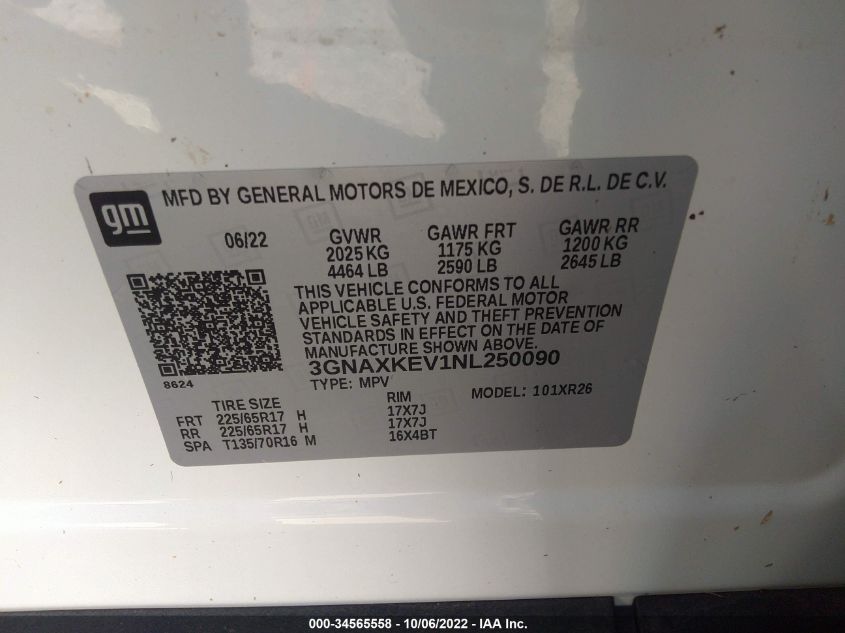 gm
MFD BY GENERAL MOTORS DE MEXICO, S. DE R.L. DE C.V.
06/22 GVWR GAWR FRT GAWR RR
2025 KG 1175 KG 1200 KG
4464 LB 2590 LB 2645 LB
THIS VEHICLE CONFORMS TO ALL
APPLICABLE U.S. FEDERAL MOTOR
VEHICLE SAFETY AND THEFT PREVENTION
STANDARDS IN EFFECT ON THE DATE OF
MANUFACTURE SHOWN ABOVE.
3GNAXKEV1NL250090
8624
TYPE: MPV MODEL: 101XR26
TIRE SIZE RIM
FRT 225/65R17 H 17X7J
RR 225/65R17 H 17X7J
SPA T135/70R16 M 16X4BT
000-34565558 - 10/06/2022 - IAA Inc.